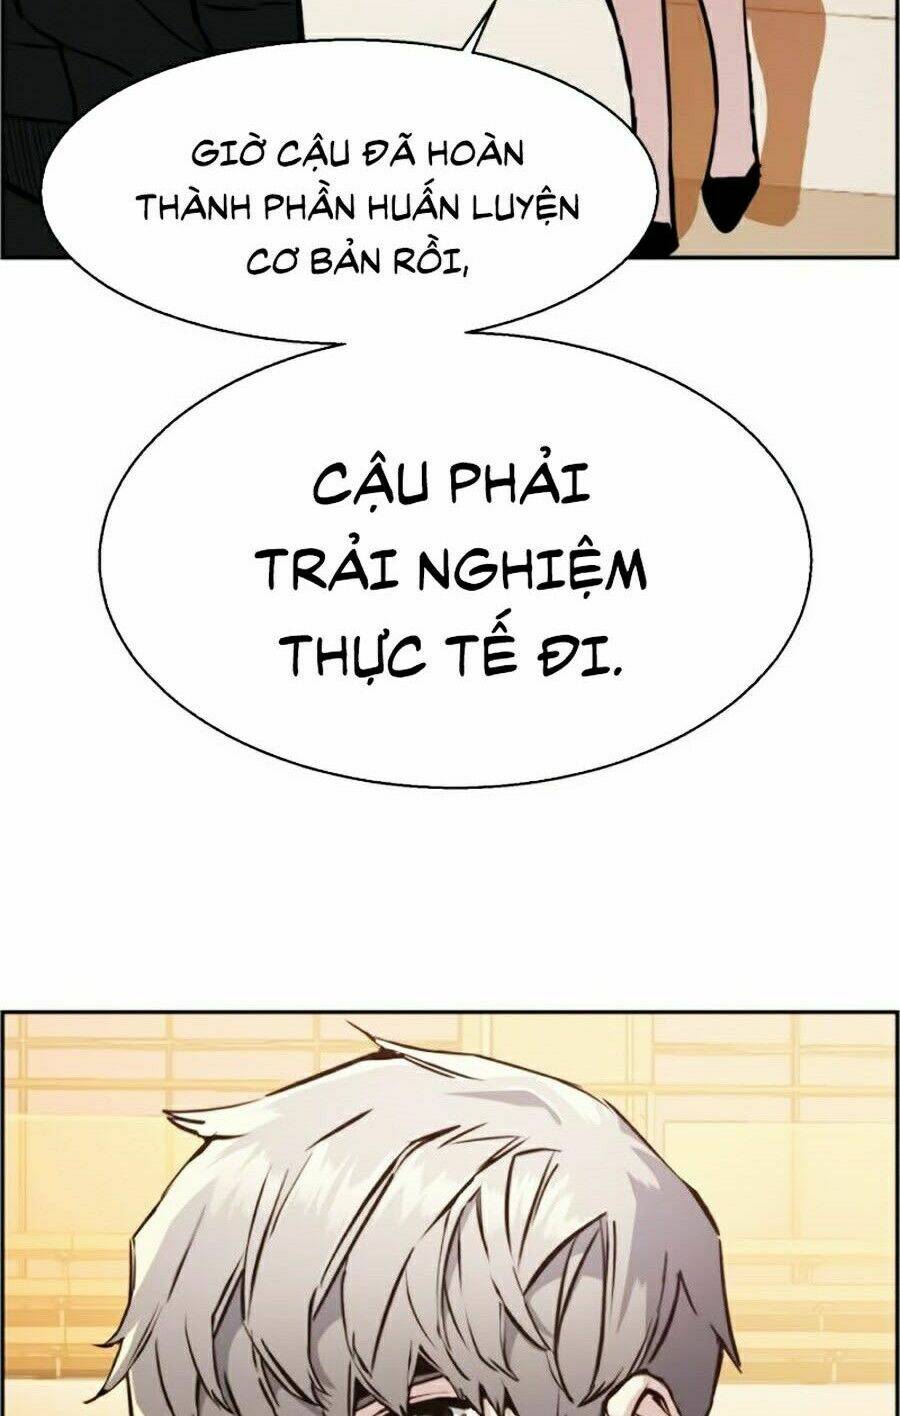 GIỜ CẬU ĐÃ HOÀN
THÀNH PHẦN HUẤN LUYỆN
CƠ BẢN RỒI,
CẬU PHẢI
TRẢI NGHIỆM
THỰC TẾ ĐI.